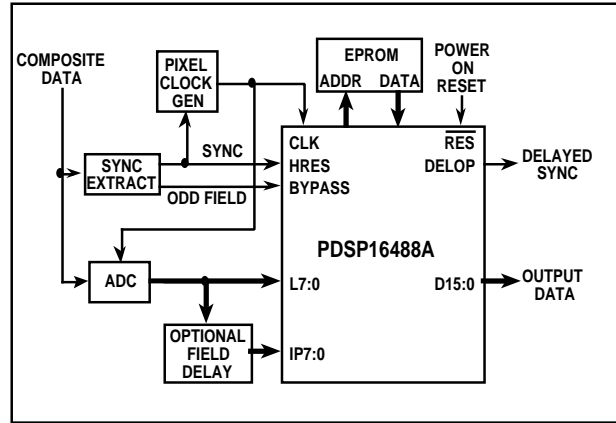 COMPOSITE
DATA
PIXEL
CLOCK
GEN
EPROM
ADDR DATA
POWER
ON
RESET
SYNC
EXTRACT
SYNC
ODD FIELD
CLK
HRES
BYPASS
RES
DELOP
DELAYED
SYNC
PDSP16488A
ADC
L7:0
D15:0
OUTPUT
DATA
OPTIONAL
FIELD
DELAY
IP7:0